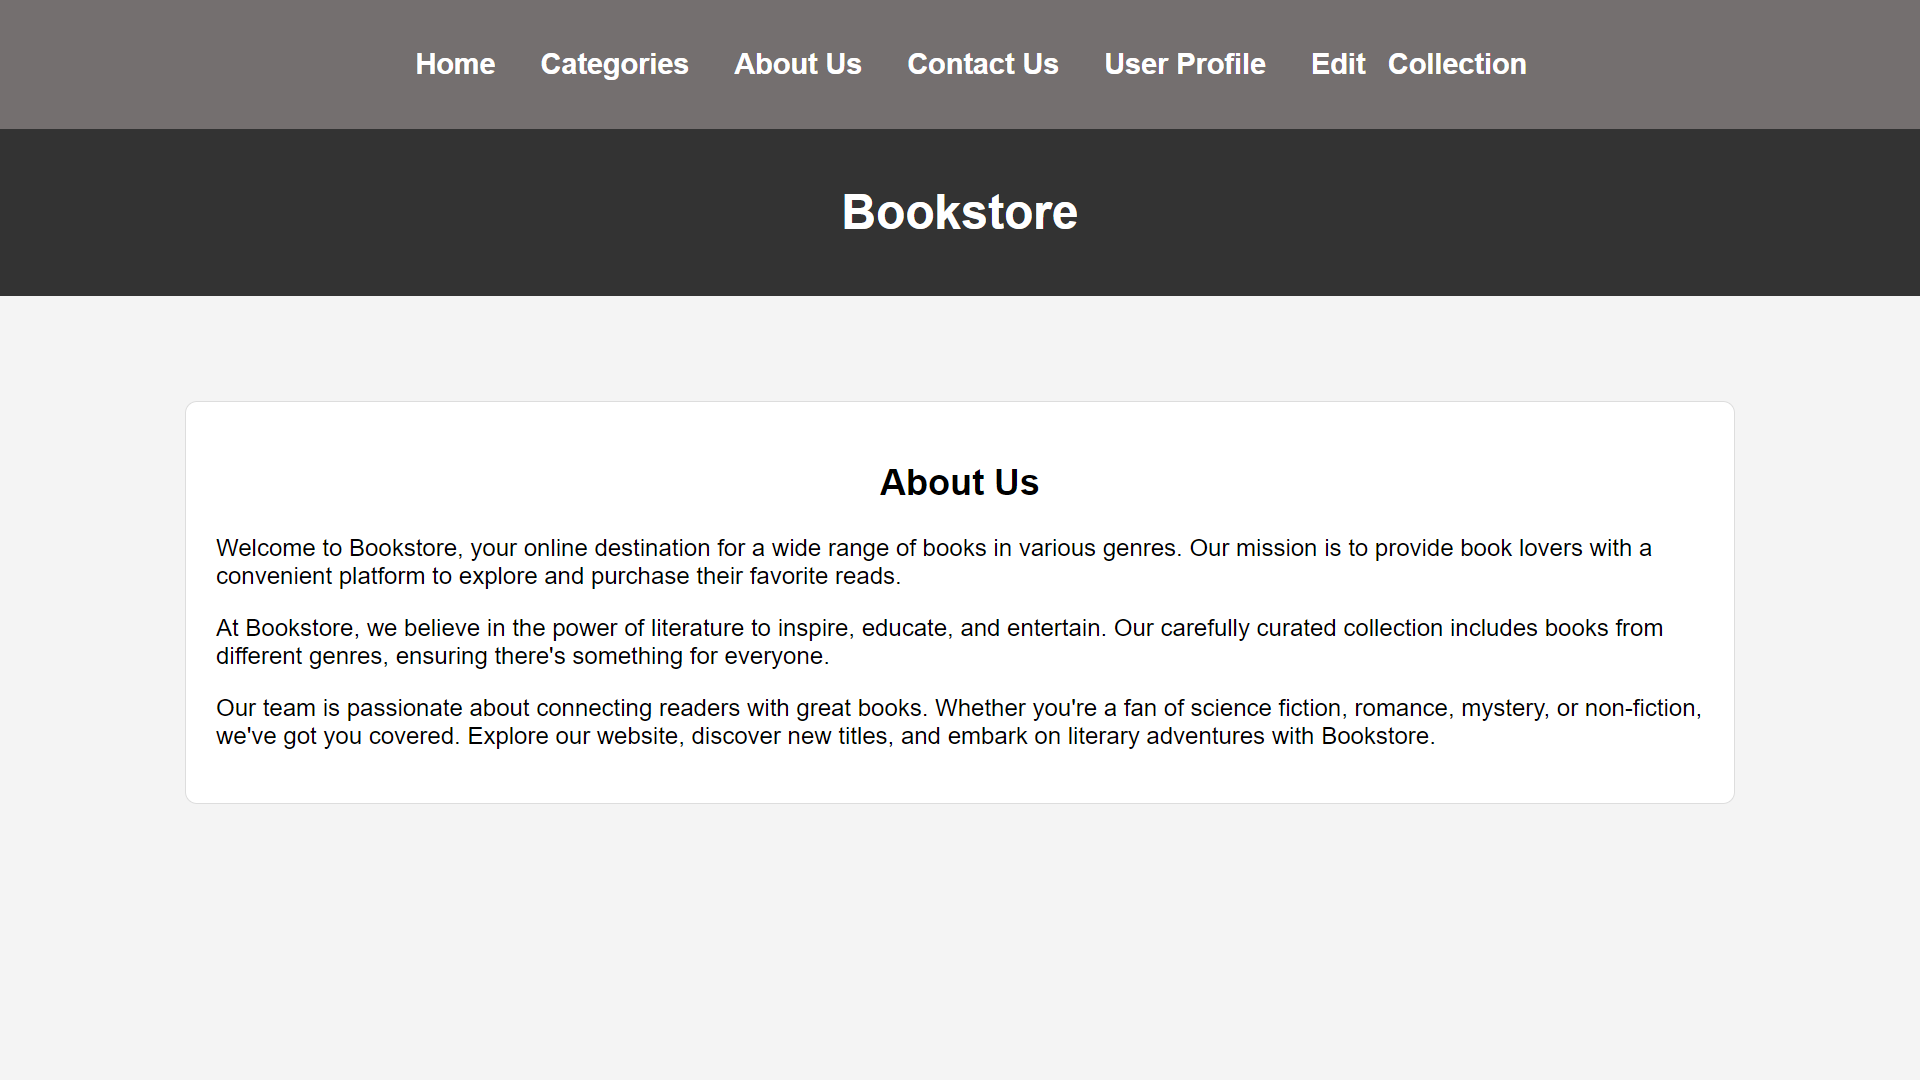 Home Categories About Us Contact Us User Profile Edit Collection
Bookstore
About Us
Welcome to Bookstore, your online destination for a wide range of books in various genres. Our mission is to provide book lovers with a
convenient platform to explore and purchase their favorite reads.
At Bookstore, we believe in the power of literature to inspire, educate, and entertain. Our carefully curated collection includes books from
different genres, ensuring there's something for everyone.
Our team is passionate about connecting readers with great books. Whether you're a fan of science fiction, romance, mystery, or non-fiction,
we've got you covered. Explore our website, discover new titles, and embark on literary adventures with Bookstore.